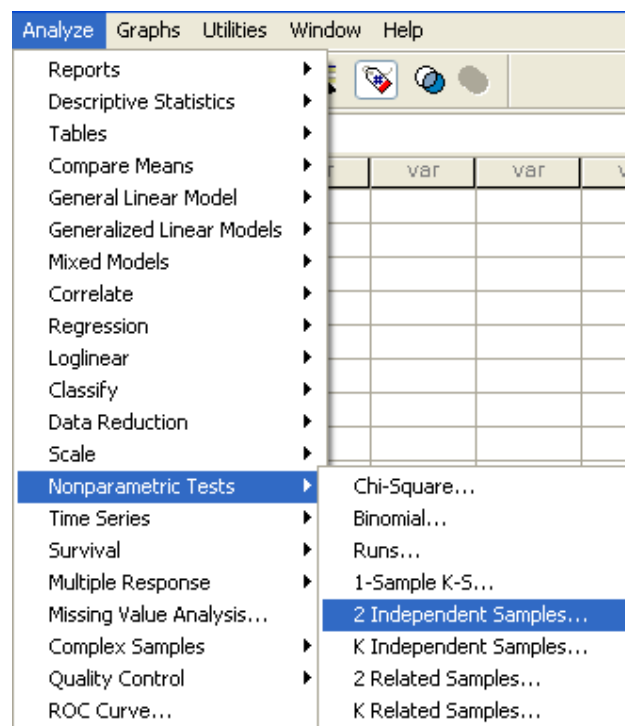 Analyze Graphs Utilities Window Help
Reports
Descriptive Statistics
Tables
Compare Means
var var
General Linear Model
Generalized Linear Models
Mixed Models
Correlate
Regression
Loglinear
Classify
Data Reduction
Scale
Nonparametric Tests
Time Series
Survival
Multiple Response
Missing Value Analysis...
Complex Samples
Quality Control
ROC Curve...
Chi-Square...
Binomial...
Runs...
1-Sample K-S...
2 Independent Samples...
K Independent Samples...
2 Related Samples...
K Related Samples...